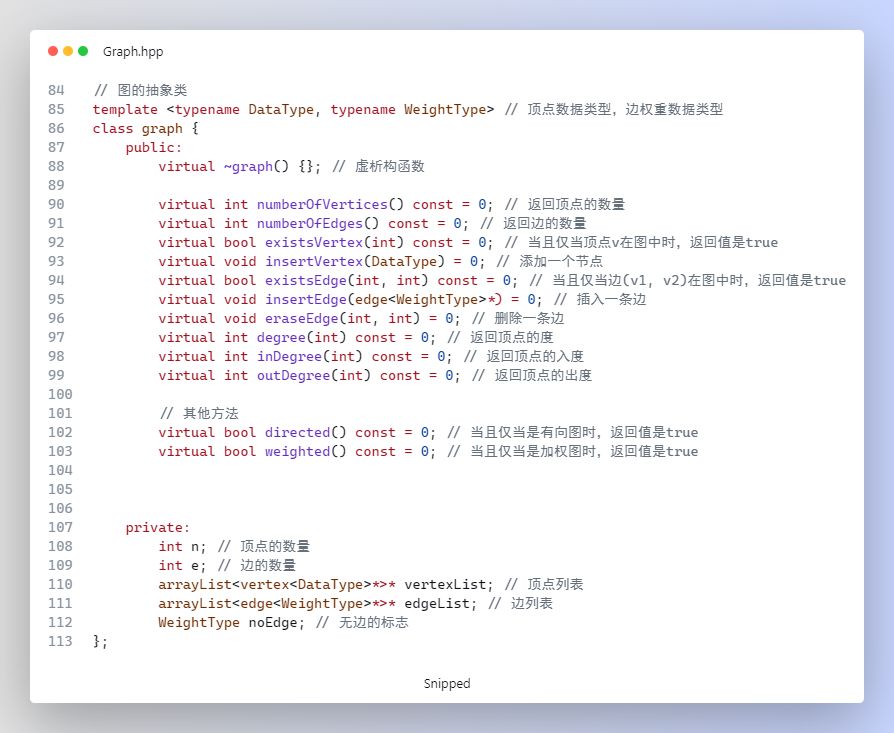 Graph.hpp
84 // 图的抽象类
85 template <typename DataType, typename WeightType> // 顶点数据类型，边权重数据类型
86 class graph {
87 public:
88 virtual ~graph() {}; // 虚析构函数
89
90 virtual int numberOfVertices() const = 0; // 返回顶点的数量
91 virtual int numberOfEdges() const = 0; // 返回边的数量
92 virtual bool existsVertex(int) const = 0; // 当且仅当顶点v在图中时，返回值是true
93 virtual void insertVertex(DataType) = 0; // 添加一个节点
94 virtual bool existsEdge(int, int) const = 0; // 当且仅当边(v1, v2)在图中时，返回值是true
95 virtual void insertEdge(edge<WeightType>*) = 0; // 插入一条边
96 virtual void eraseEdge(int, int) = 0; // 删除一条边
97 virtual int degree(int) const = 0; // 返回顶点的度
98 virtual int inDegree(int) const = 0; // 返回顶点的入度
99 virtual int outDegree(int) const = 0; // 返回顶点的出度
100
101 // 其他方法
102 virtual bool directed() const = 0; // 当且仅当是有向图时，返回值是true
103 virtual bool weighted() const = 0; // 当且仅当是加权图时，返回值是true
104
105
106
107 private:
108 int n; // 顶点的数量
109 int e; // 边的数量
110 arrayList<vertex<DataType>*>* vertexList; // 顶点列表
111 arrayList<edge<WeightType>*>* edgeList; // 边列表
112 WeightType noEdge; // 无边的标志
113 };
Snipped